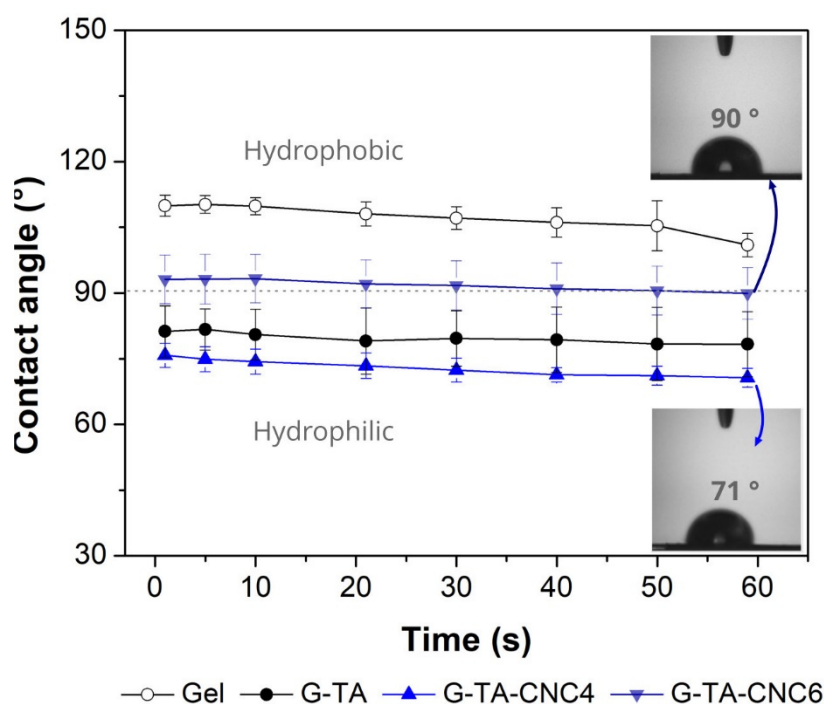 150
120
90
60
30
Contact angle (°)
Hydrophobic
Hydrophilic
90 °
71 °
0 10 20 30 40 50 60
Time (s)
Gel G-TA G-TA-CNC4 G-TA-CNC6